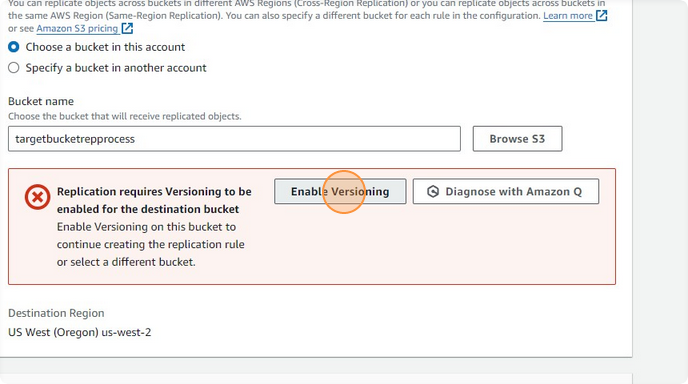 You can replicate objects across buckets in different AWS Regions (Cross-Region Replication) or you can replicate objects across buckets in
the same AWS Region (Same-Region Replication). You can also specify a different bucket for each rule in the configuration. Learn more
or see Amazon S3 pricing
Choose a bucket in this account
Specify a bucket in another account
Bucket name
Choose the bucket that will receive replicated objects.
targetbucketrepprocess
Browse S3
Replication requires Versioning to be
enabled for the destination bucket
Enable Versioning on this bucket to
continue creating the replication rule
or select a different bucket.
Enable Versioning
Diagnose with Amazon Q
Destination Region
US West (Oregon) us-west-2